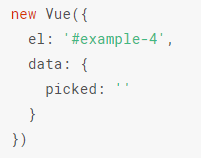 new Vue({
  el: '#example-4',
  data: {
    picked: ''
  }
})